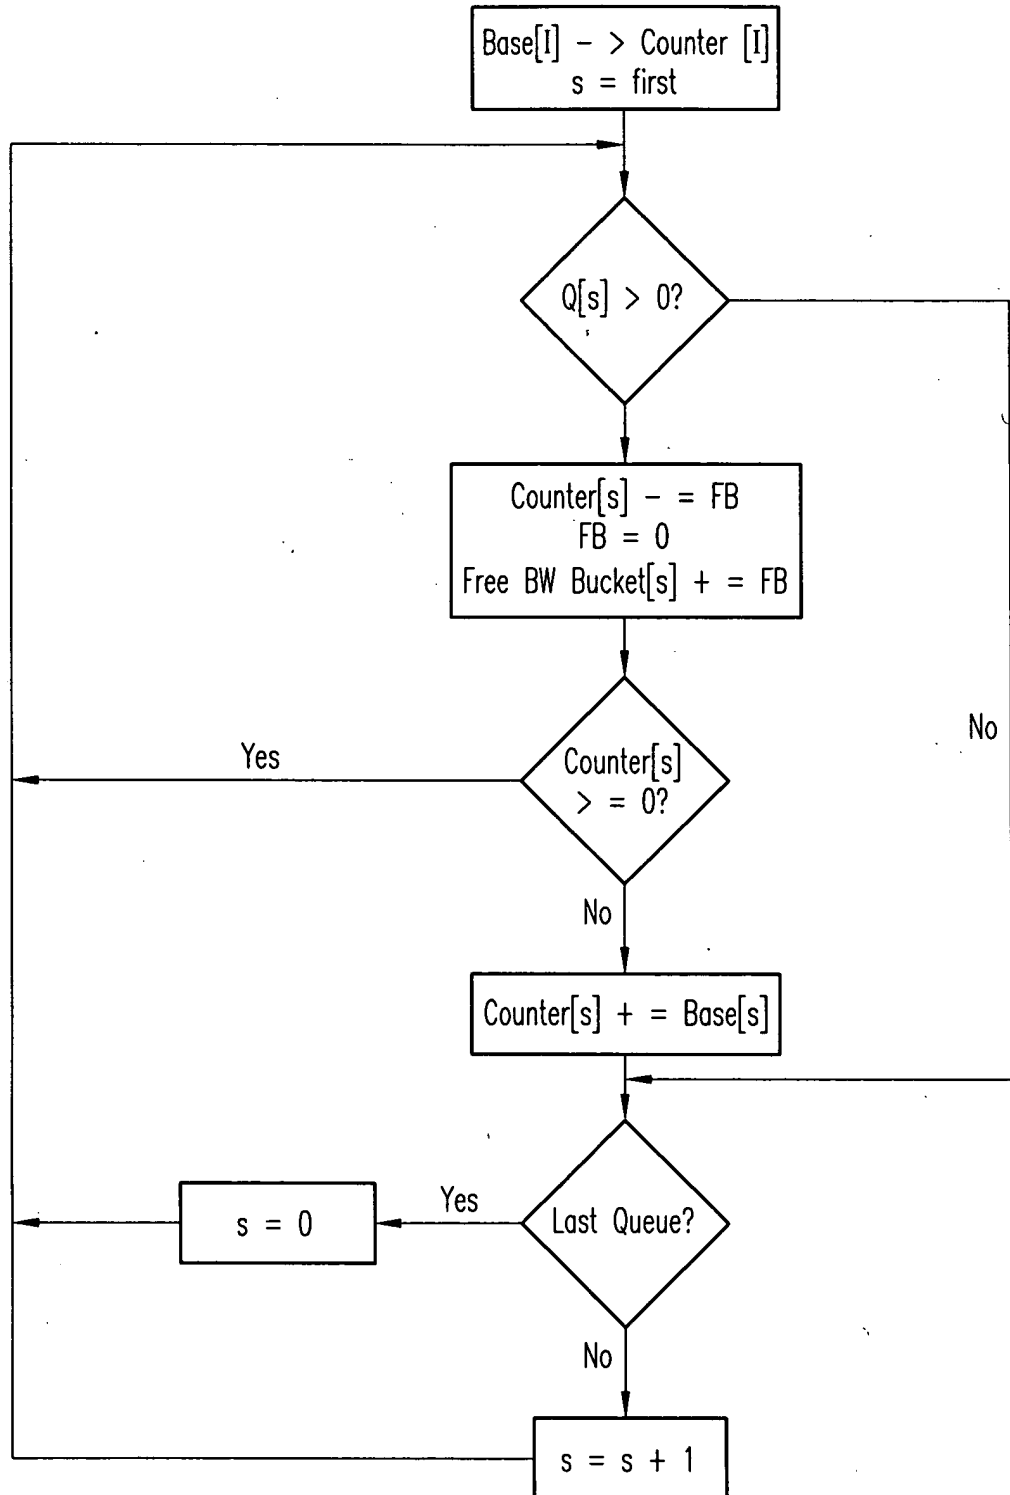 Base[I] - > Counter [I]
s = first
Q[s] > 0?
Counter[s] - = FB
FB = 0
Free BW Bucket[s] + = FB
No
Yes
Counter[s]
> = 0?
No
Counter[s] + = Base[s]
Yes
s = 0
Last Queue?
No
s = s + 1